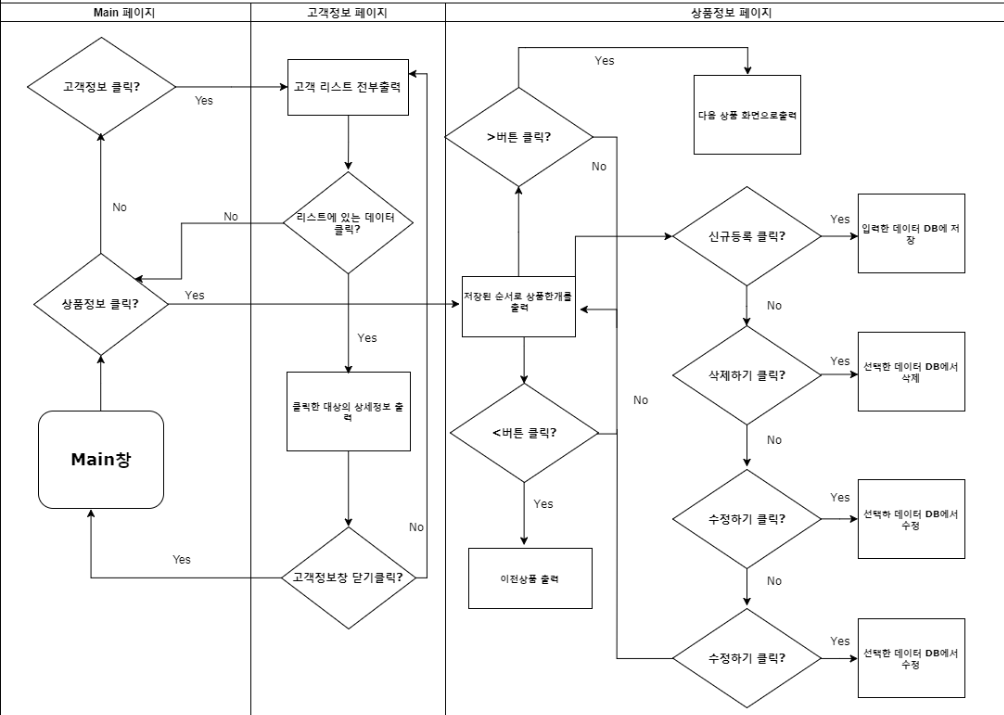 Main 페이지
고객정보 페이지
상품정보 페이지
고객정보 클릭?
Yes
고객 리스트 전부출력
Yes
>버튼 클릭?
다음 상품 화면으로출력
No
No
No
리스트에 있는 데이터
클릭?
신규등록 클릭?
Yes
입력한 데이터 DB에 저
장
상품정보 클릭?
Yes
저장된 순서로 상품한개를
출력
No
Yes
삭제하기 클릭?
Yes
선택한 데이터 DB에서
삭제
클릭한 대상의 상세정보 출
력
No
<버튼 클릭?
No
Main창
Yes
수정하기 클릭?
Yes
선택하 데이터 DB에서
수정
No
Yes
고객정보창 닫기클릭?
이전상품 출력
No
수정하기 클릭?
Yes
선택한 데이터 DB에서
수정